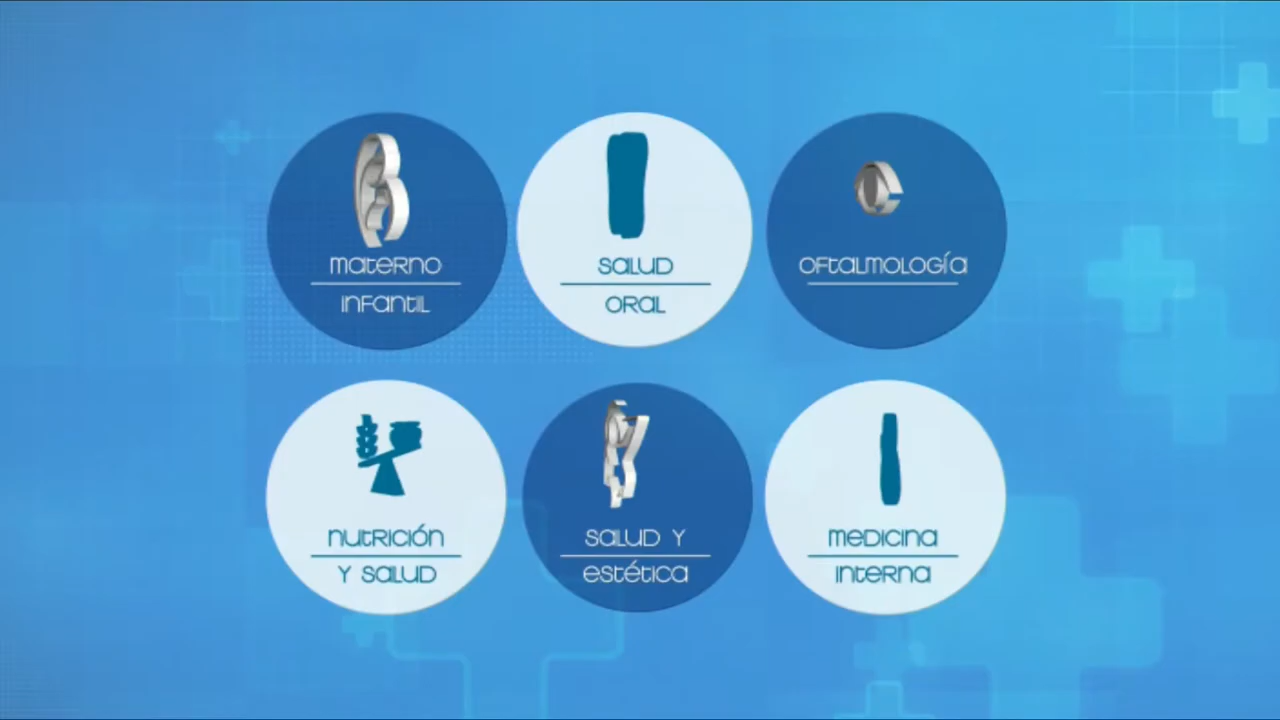 materno
infantil
salud
oral
oftalmología
nutrición
y salud
salud y
estética
medicina
interna